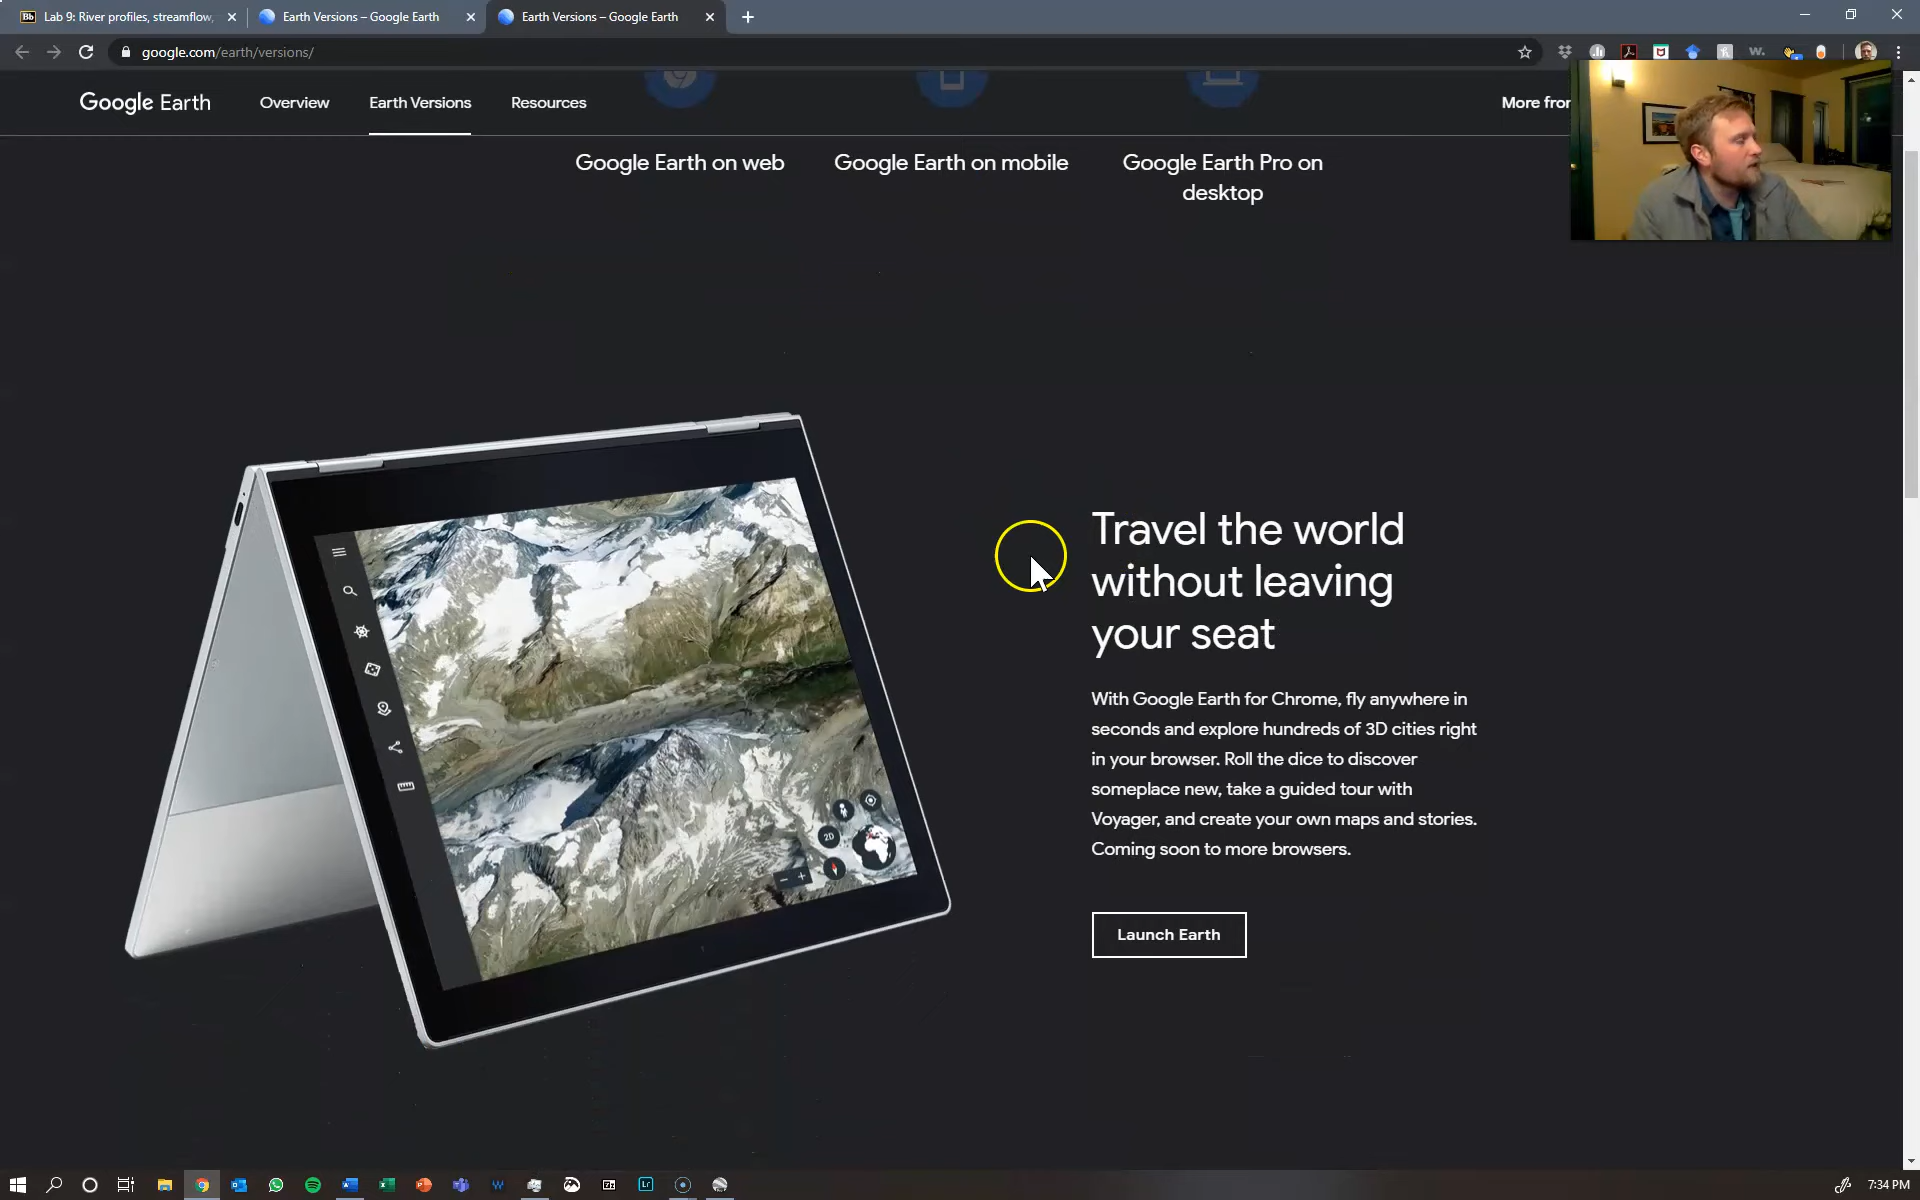 Lab 9: River profiles, streamflow,
Earth Versions – Google Earth
Earth Versions – Google Earth
google.com/earth/versions/
Google Earth
Overview
Earth Versions
Resources
More from
Google Earth on web
Google Earth on mobile
Google Earth Pro on
desktop
Travel the world
without leaving
your seat
With Google Earth for Chrome, fly anywhere in
seconds and explore hundreds of 3D cities right
in your browser. Roll the dice to discover
someplace new, take a guided tour with
Voyager, and create your own maps and stories.
Coming soon to more browsers.
Launch Earth
2D
7:34 PM